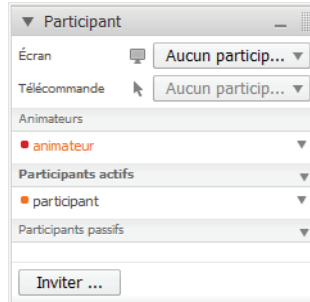 Participant
Écran Aucun particip...
Télécommande Aucun particip...
Animateurs
animateur
Participants actifs
participant
Participants passifs
Inviter ...